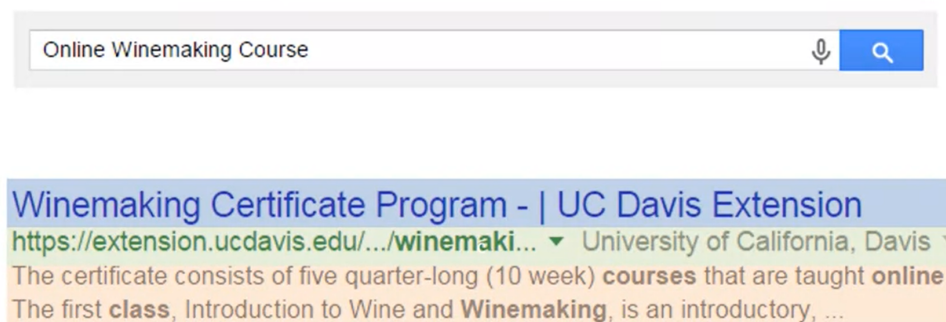 Online Winemaking Course
Winemaking Certificate Program - | UC Davis Extension
https://extension.ucdavis.edu/.../winemaki... University of California, Davis
The certificate consists of five quarter-long (10 week) courses that are taught online
The first class, Introduction to Wine and Winemaking, is an introductory, ...